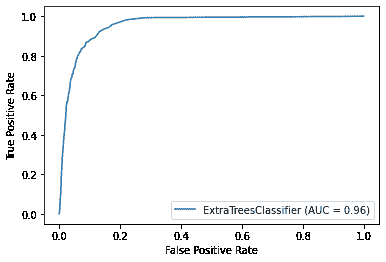 1.0
0.8
0.6
0.4
0.2
0.0
True Positive Rate
ExtraTreesClassifier (AUC = 0.96)
0.0 0.2 0.4 0.6 0.8 1.0
False Positive Rate